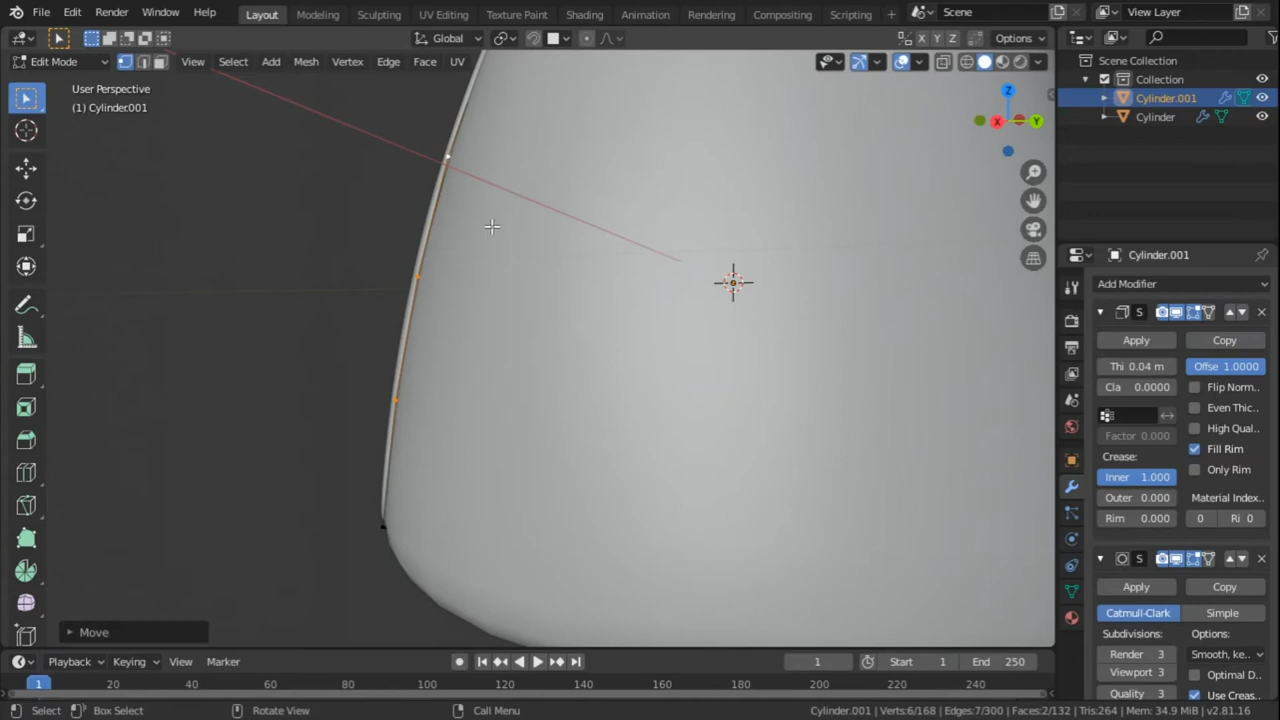 File Edit Render Window Help Layout Modeling Sculpting UV Editing Texture Paint Shading Animation Rendering Compositing Scripting + Scene View Layer
Global X Y Z Options
Edit Mode View Select Add Mesh Vertex Edge Face UV
User Perspective
(1) Cylinder.001
Z
X
Y
Move
Scene Collection
Collection
Cylinder.001
Cylinder
Cylinder.001
Add Modifier
S
Apply Copy
Thi 0.04 m Offse 1.0000
Cla 0.0000 Flip Norm..
Even Thic..
High Qual..
Factor 0.000 Fill Rim
Crease: Only Rim
Inner 1.000
Outer 0.000 Material Index..
Rim 0.000 0 Ri 0
S
Apply Copy
Catmull-Clark Simple
Subdivisions: Options:
Render 3 Smooth, ke..
Viewport 3 Optimal D..
Quality 3 Use Creas..
Playback Keying View Marker 1 Start 1 End 250
1 20 40 60 80 100 120 140 160 180 200 220 240
Select Box Select Rotate View Call Menu Cylinder.001 | Verts:6/168 | Edges:7/300 | Faces:2/132 | Tris:264 | Mem: 34.9 MiB | v2.81.16